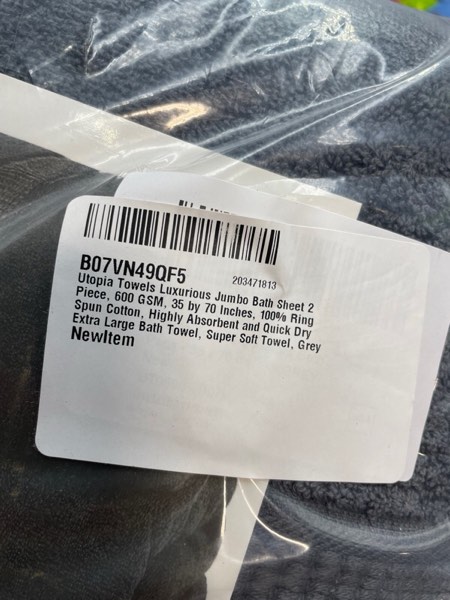 B07VN49QF5
203471813
Utopia Towels Luxurious Jumbo Bath Sheet 2
Piece, 600 GSM, 35 by 70 Inches, 100% Ring
Spun Cotton, Highly Absorbent and Quick Dry
Extra Large Bath Towel, Super Soft Towel, Grey
NewItem